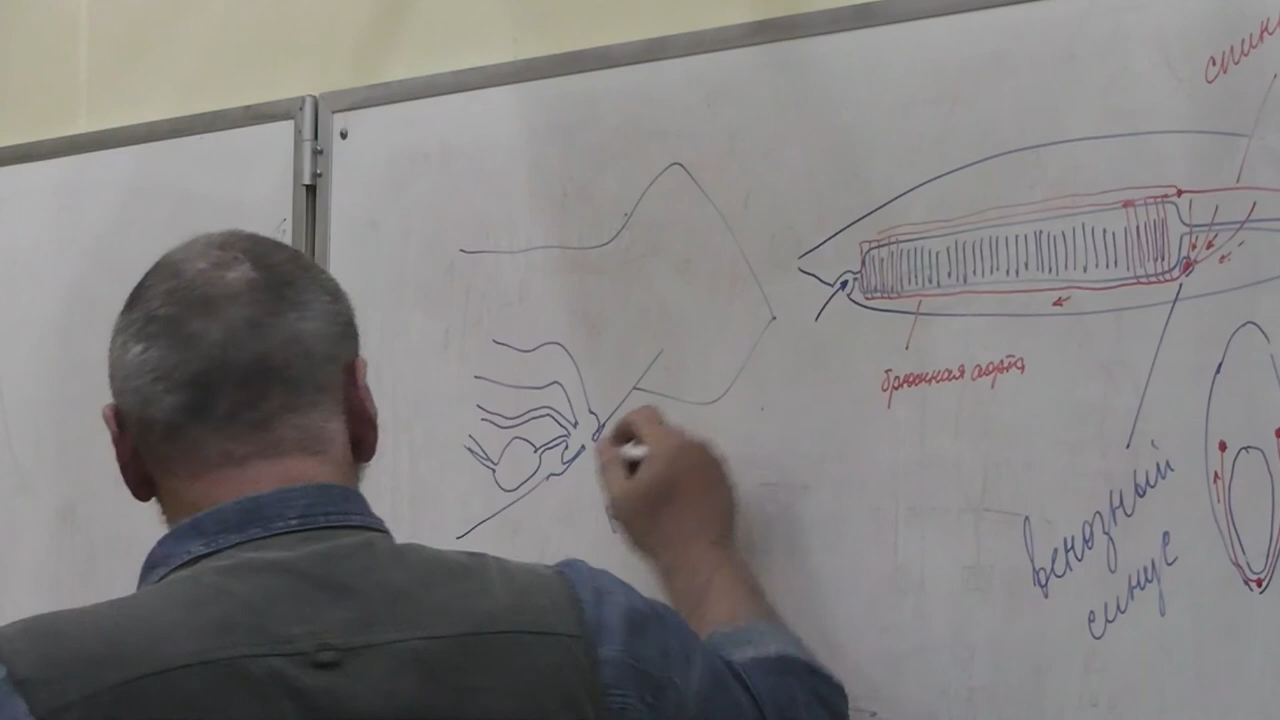 брюшная аорта
венозный
синус